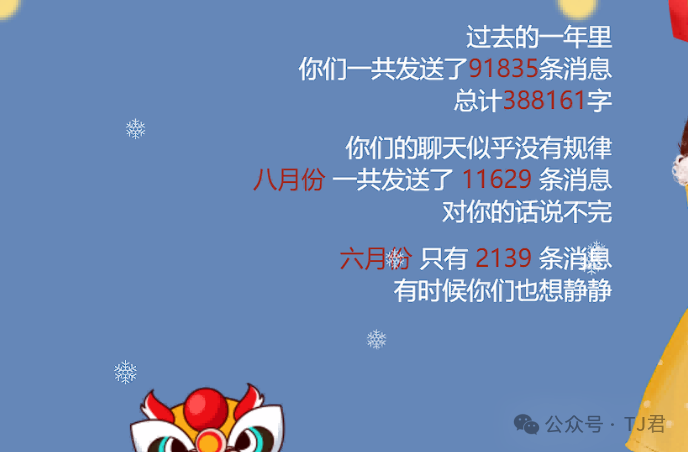 过去的一年里
你们一共发送了91835条消息
总计388161字
你们的聊天似乎没有规律
八月份 一共发送了 11629 条消息
对你的话说不完
六月份 只有 2139 条消息
有时候你们也想静静
公众号 · TJ君